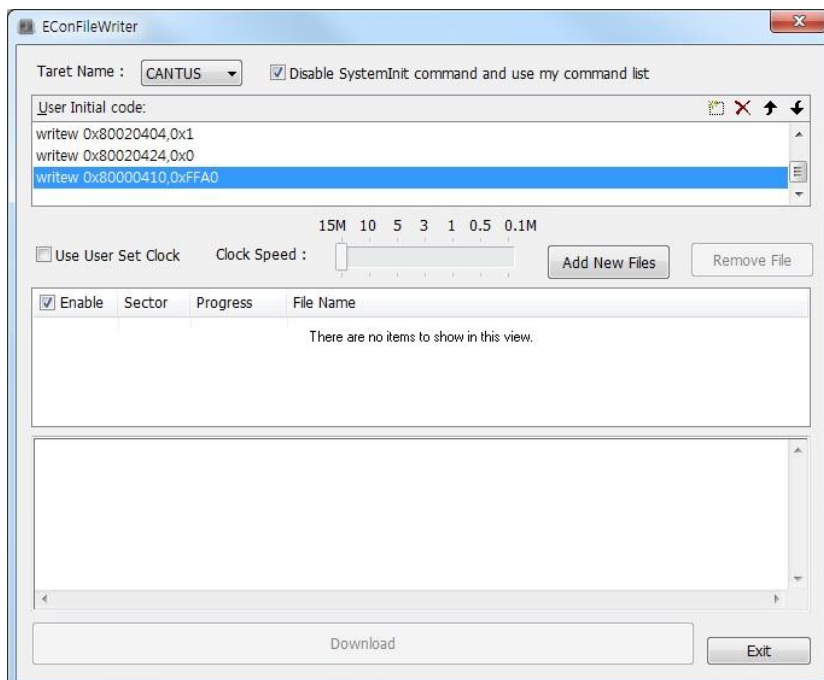 EConFileWriter
Taret Name : CANTUS Disable SystemInit command and use my command list
User Initial code:
writew 0x80020404,0x1
writew 0x80020424,0x0
writew 0x80000410,0xFFA0
15M 10 5 3 1 0.5 0.1M
Use User Set Clock Clock Speed : Add New Files Remove File
Enable Sector Progress File Name
There are no items to show in this view.
Download
Exit